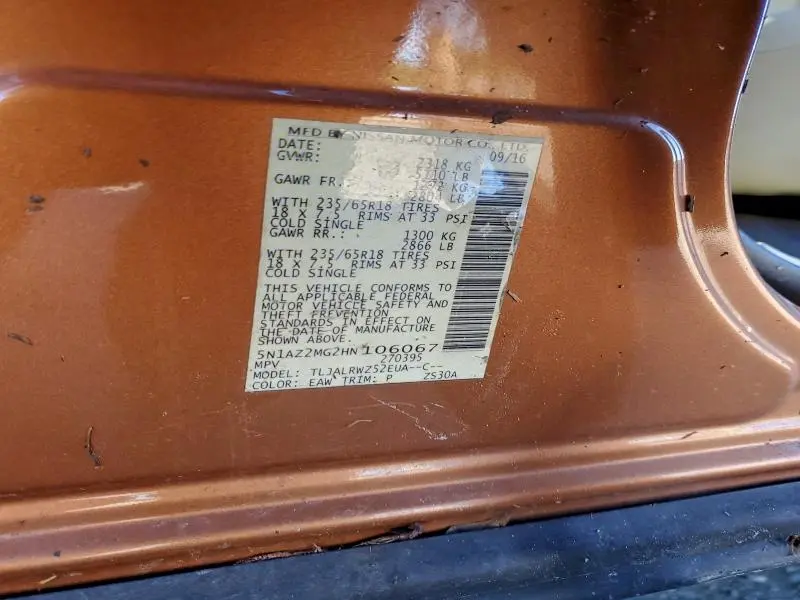 MFD BY NISSAN MOTOR CO., LTD.
DATE: 09/16
GVWR: 2318 KG
5110 LB
GAWR FR.: KG
LB
WITH 235/65R18 TIRES
18 X 7.5 RIMS AT 33 PSI
COLD SINGLE
GAWR RR.: 1300 KG
2866 LB
WITH 235/65R18 TIRES
18 X 7.5 RIMS AT 33 PSI
COLD SINGLE
THIS VEHICLE CONFORMS TO
ALL APPLICABLE FEDERAL
MOTOR VEHICLE SAFETY AND
THEFT PREVENTION
STANDARDS IN EFFECT ON
THE DATE OF MANUFACTURE
SHOWN ABOVE.
5N1AZ2MG2HN106067
MPV 270395
MODEL: TLJALRWZ52EUA--C--
COLOR: EAW TRIM: P ZS30A